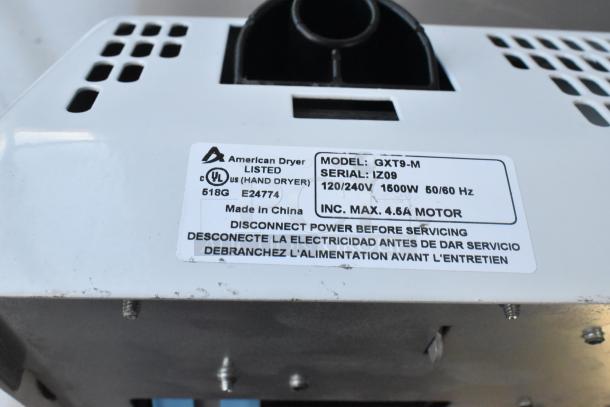 American Dryer
LISTED
c UL us (HAND DRYER)
518G E24774
Made in China
MODEL: GXT9-M
SERIAL: IZ09
120/240V 1500W 50/60 Hz
INC. MAX. 4.5A MOTOR
DISCONNECT POWER BEFORE SERVICING
DESCONECTE LA ELECTRICIDAD ANTES DE DAR SERVICIO
DEBRANCHEZ L'ALIMENTATION AVANT L'ENTRETIEN